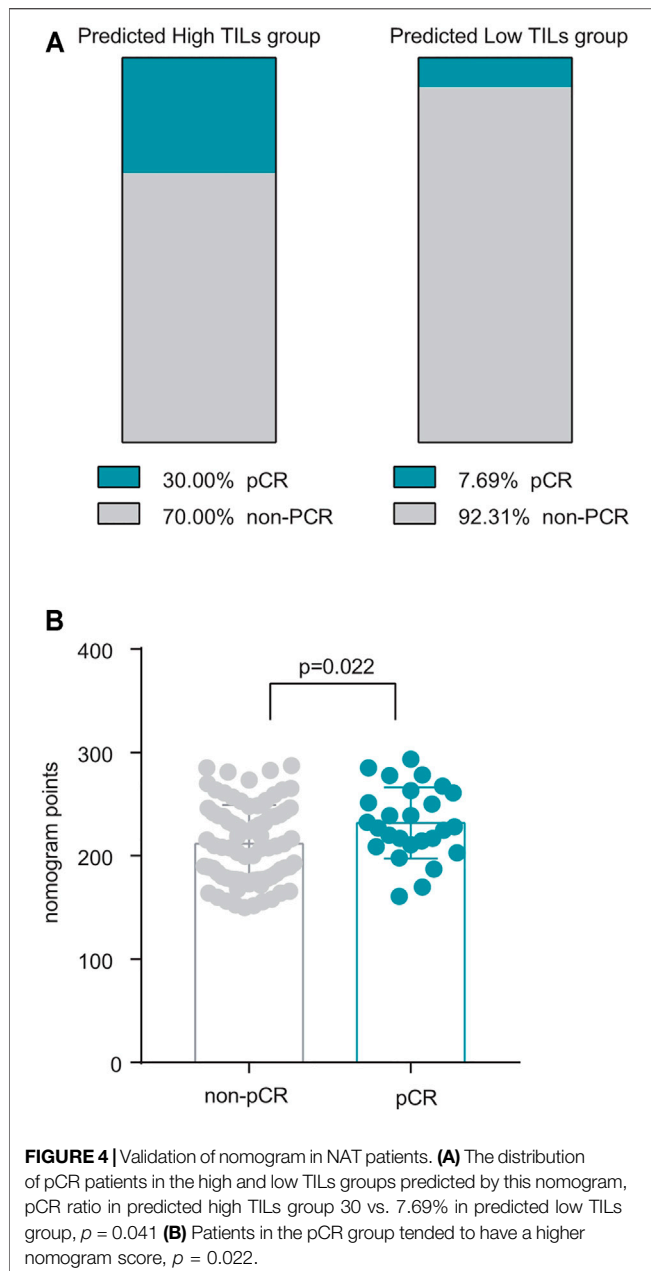 A
Predicted High TILs group
Predicted Low TILs group
30.00% pCR
7.69% pCR
70.00% non-PCR
92.31% non-PCR
B
400
300
200
100
0
nomogram points
p=0.022
non-pCR
pCR
FIGURE 4 | Validation of nomogram in NAT patients. (A) The distribution
of pCR patients in the high and low TILs groups predicted by this nomogram,
pCR ratio in predicted high TILs group 30 vs. 7.69% in predicted low TILs
group, p = 0.041 (B) Patients in the pCR group tended to have a higher
nomogram score, p = 0.022.